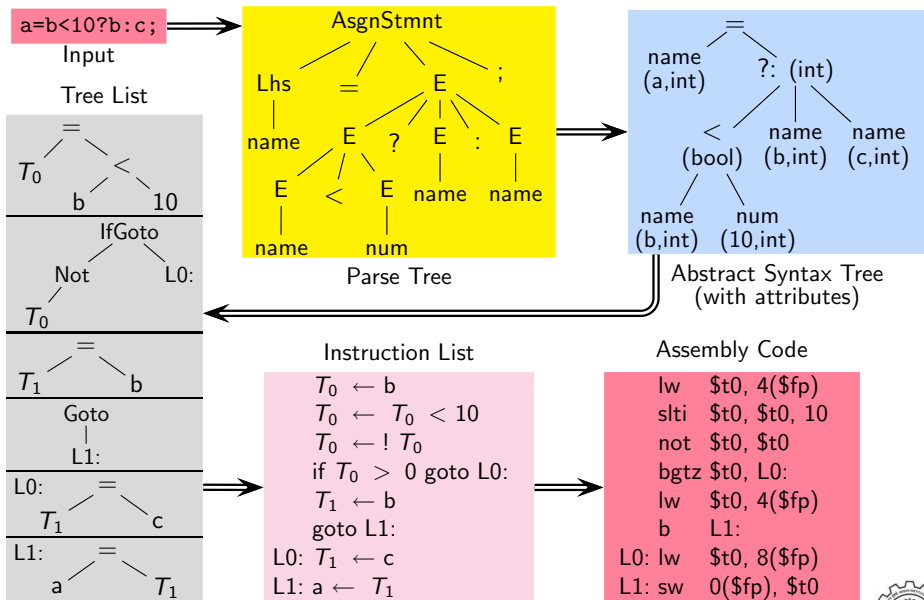 a=b<10?b:c;
Input
AsgnStmnt
Lhs = E ;
name E ? E : E
E < E name name
name num
Parse Tree
=
name
(a,int)
?: (int)
<
(bool)
name
(b,int)
name
(c,int)
name
(b,int)
num
(10,int)
Abstract Syntax Tree
(with attributes)
Tree List
=
T0 <
b 10
IfGoto
Not L0:
T0
=
T1 b
Goto
L1:
L0: =
T1 c
L1: =
a T1
Instruction List
T0 ← b
T0 ← T0 < 10
T0 ← ! T0
if T0 > 0 goto L0:
T1 ← b
goto L1:
L0: T1 ← c
L1: a ← T1
Assembly Code
lw $t0, 4($fp)
slti $t0, $t0, 10
not $t0, $t0
bgtz $t0, L0:
lw $t0, 4($fp)
b L1:
L0: lw $t0, 8($fp)
L1: sw 0($fp), $t0